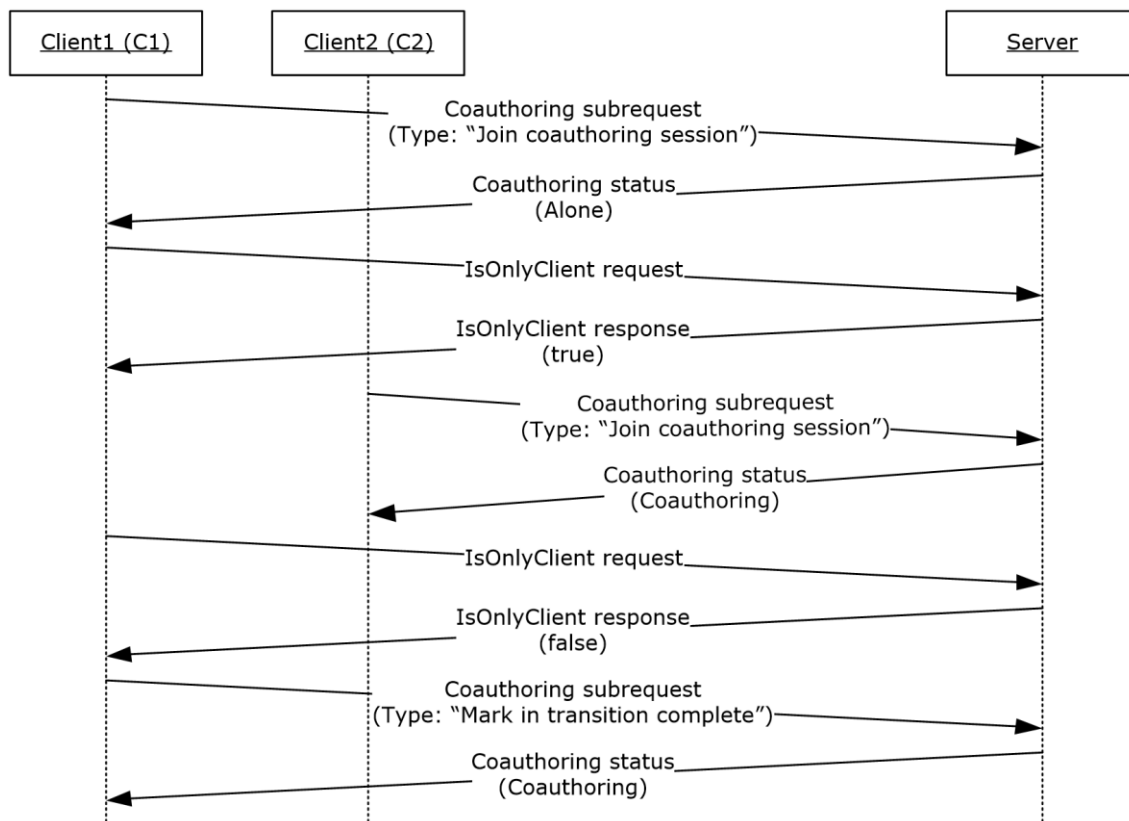 Client1 (C1)
Client2 (C2)
Server
Coauthoring subrequest
(Type: “Join coauthoring session”)
Coauthoring status
(Alone)
IsOnlyClient request
IsOnlyClient response
(true)
Coauthoring subrequest
(Type: “Join coauthoring session”)
Coauthoring status
(Coauthoring)
IsOnlyClient request
IsOnlyClient response
(false)
Coauthoring subrequest
(Type: “Mark in transition complete”)
Coauthoring status
(Coauthoring)